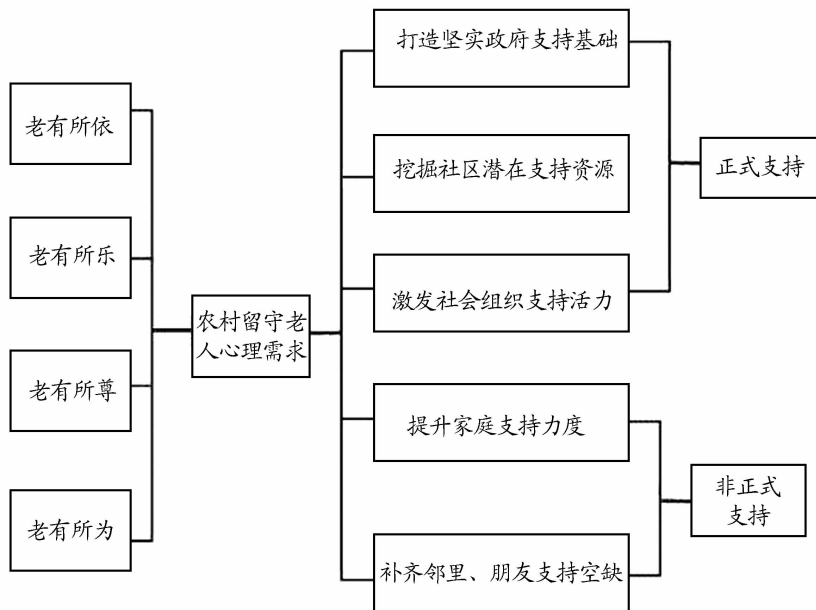 老有所依
老有所乐
老有所尊
老有所为
农村留守老
人心理需求
打造坚实政府支持基础
挖掘社区潜在支持资源
激发社会组织支持活力
提升家庭支持力度
补齐邻里、朋友支持空缺
正式支持
非正式
支持